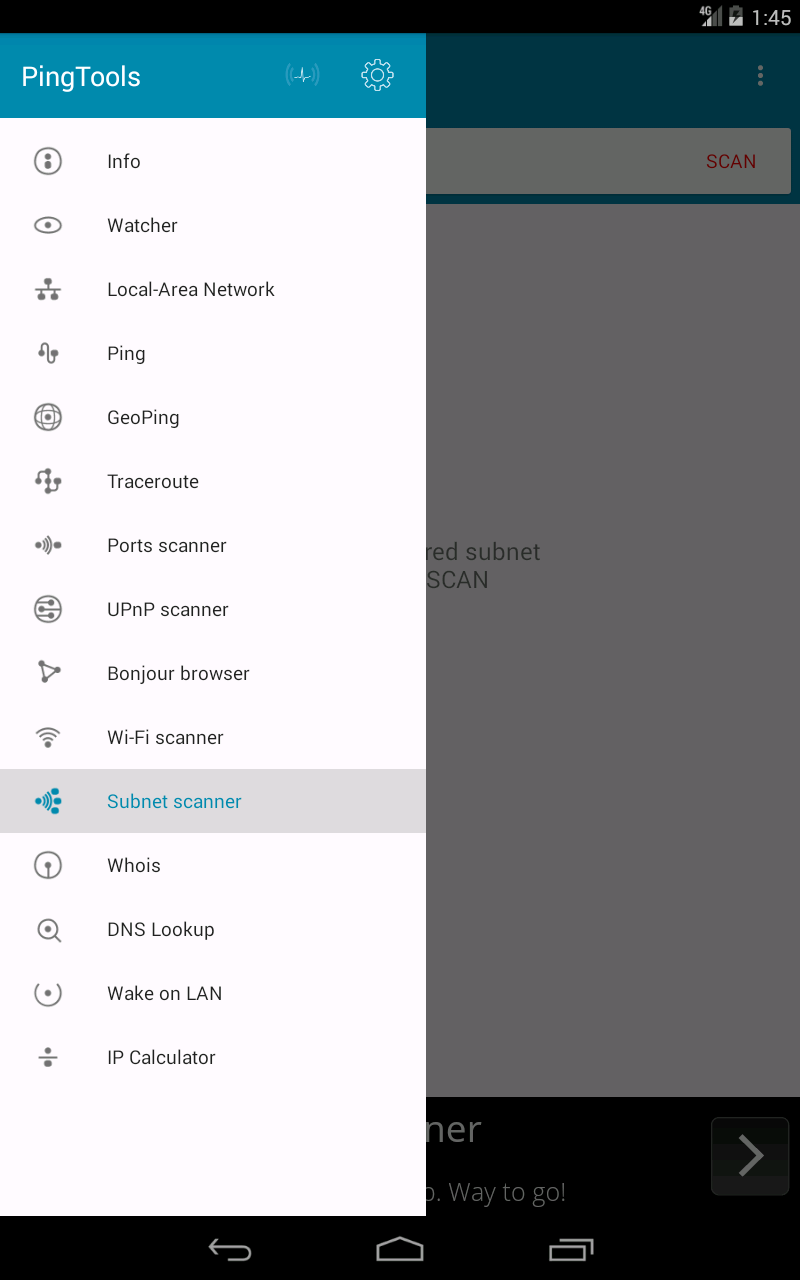 4G 1:45
PingTools
SCAN
Info
Watcher
Local-Area Network
Ping
GeoPing
Traceroute
Ports scanner
red subnet
SCAN
UPnP scanner
Bonjour browser
Wi-Fi scanner
Subnet scanner
Whois
DNS Lookup
Wake on LAN
IP Calculator
ner
. Way to go!